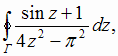 ∮_Γ (sin z + 1)/(4z² − π²) dz,